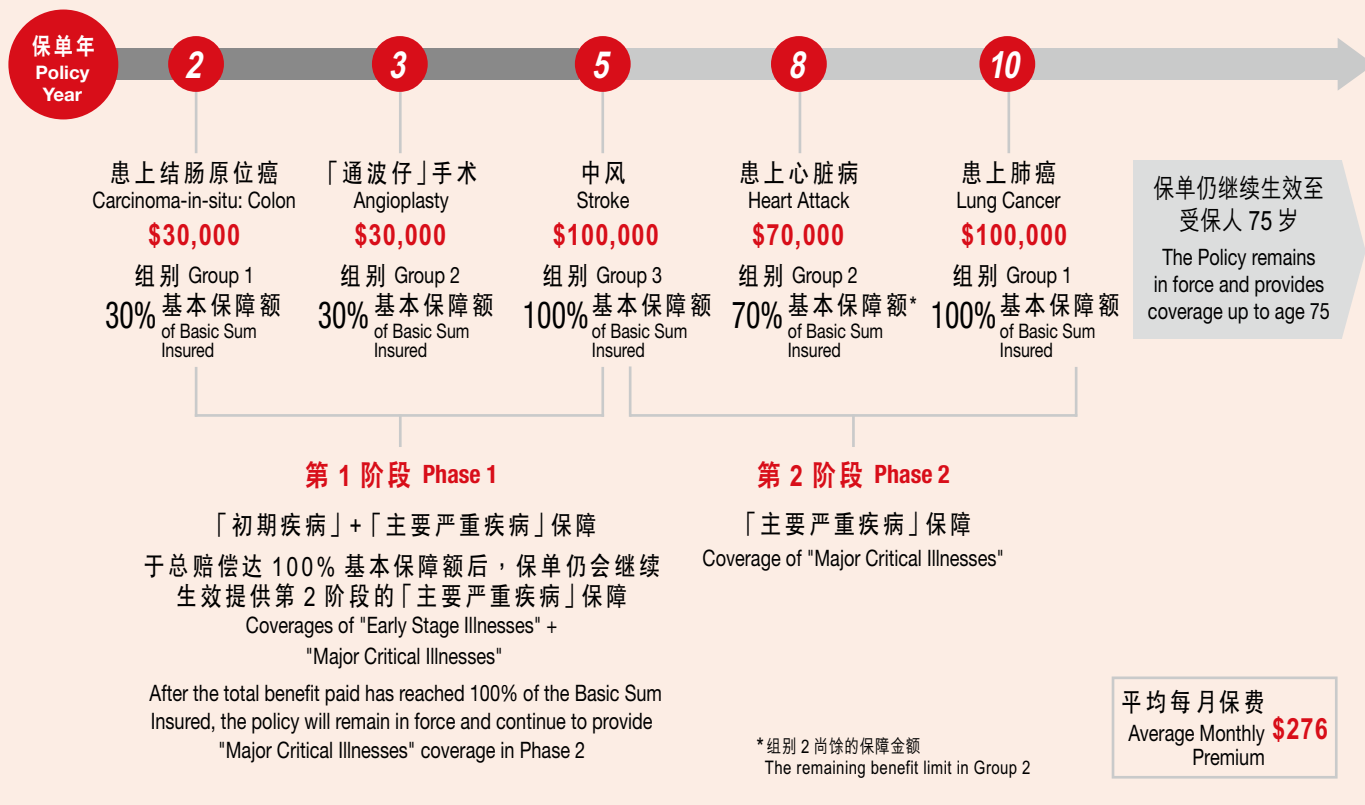 保单年
Policy
Year
2
3
5
8
10
患上结肠原位癌
Carcinoma-in-situ: Colon
$30,000
组别 Group 1
30% 基本保障额
of Basic Sum
Insured
「通波仔」手术
Angioplasty
$30,000
组别 Group 2
30% 基本保障额
of Basic Sum
Insured
中风
Stroke
$100,000
组别 Group 3
100% 基本保障额
of Basic Sum
Insured
患上心脏病
Heart Attack
$70,000
组别 Group 2
70% 基本保障额*
of Basic Sum
Insured
患上肺癌
Lung Cancer
$100,000
组别 Group 1
100% 基本保障额
of Basic Sum
Insured
保单仍继续生效至
受保人 75 岁
The Policy remains
in force and provides
coverage up to age 75
第 1 阶段 Phase 1
「初期疾病」+「主要严重疾病」保障
于总赔偿达 100% 基本保障额后，保单仍会继续
生效提供第 2 阶段的「主要严重疾病」保障
Coverages of "Early Stage Illnesses" +
"Major Critical Illnesses"
After the total benefit paid has reached 100% of the Basic Sum
Insured, the policy will remain in force and continue to provide
"Major Critical Illnesses" coverage in Phase 2
第 2 阶段 Phase 2
「主要严重疾病」保障
Coverage of "Major Critical Illnesses"
*组别 2 尚馀的保障金额
The remaining benefit limit in Group 2
平均每月保费
Average Monthly
Premium
$276